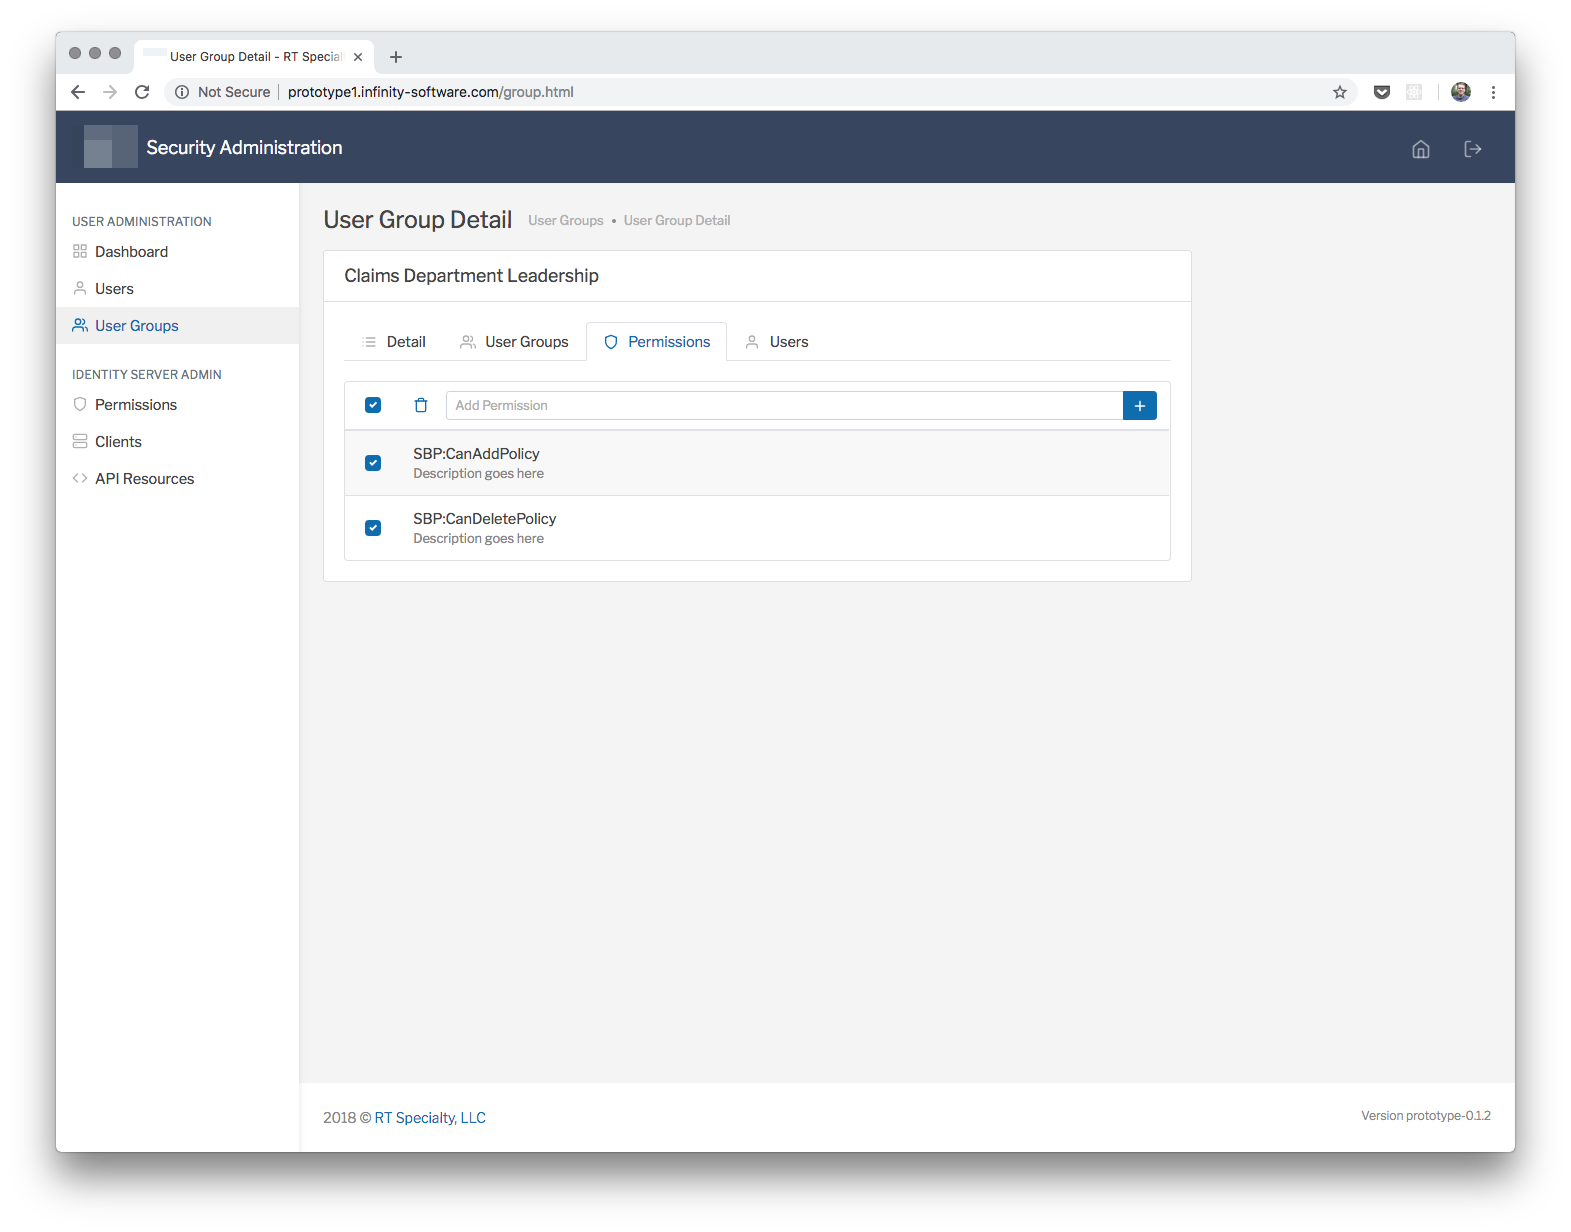 User Group Detail - RT Special
Not Secure
prototype1.infinity-software.com/group.html
Security Administration
USER ADMINISTRATION
Dashboard
Users
User Groups
IDENTITY SERVER ADMIN
Permissions
Clients
API Resources
User Group Detail
User Groups • User Group Detail
Claims Department Leadership
Detail
User Groups
Permissions
Users
Add Permission
SBP:CanAddPolicy
Description goes here
SBP:CanDeletePolicy
Description goes here
2018 © RT Specialty, LLC
Version prototype-0.1.2